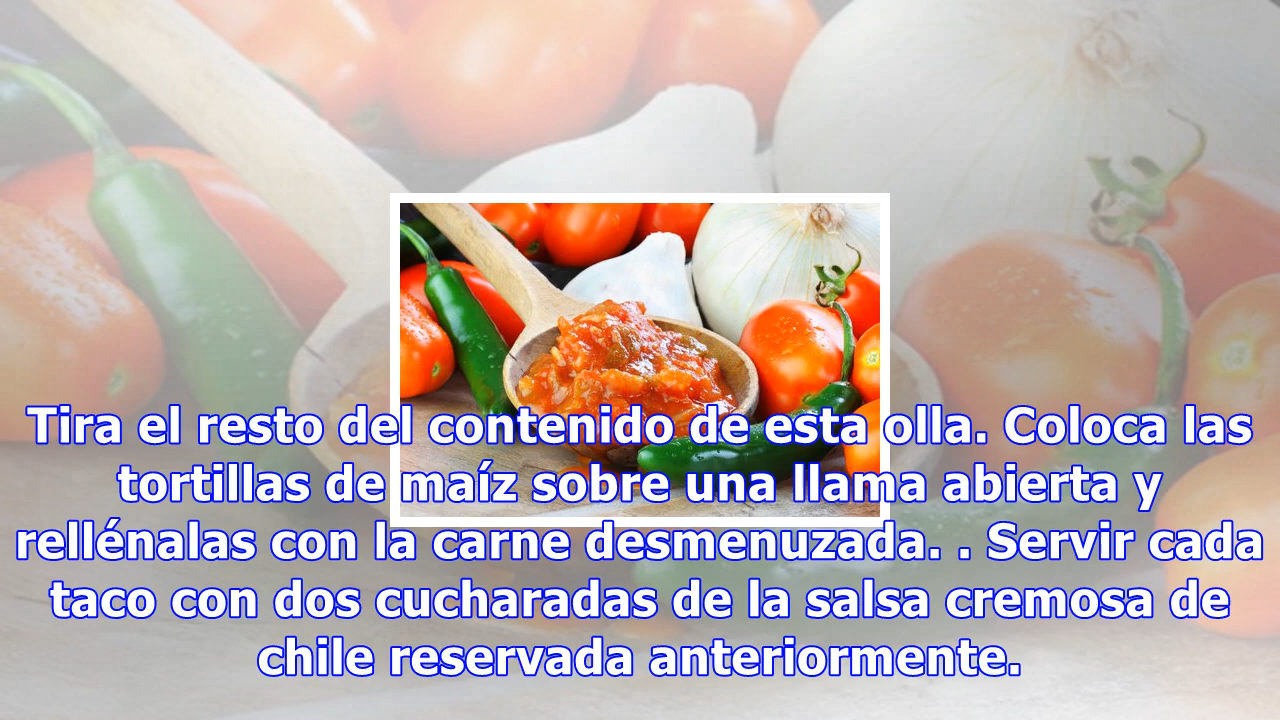 Tira el resto del contenido de esta olla. Coloca las
tortillas de maíz sobre una llama abierta y
rellénalas con la carne desmenuzada. . Servir cada
taco con dos cucharadas de la salsa cremosa de
chile reservada anteriormente.